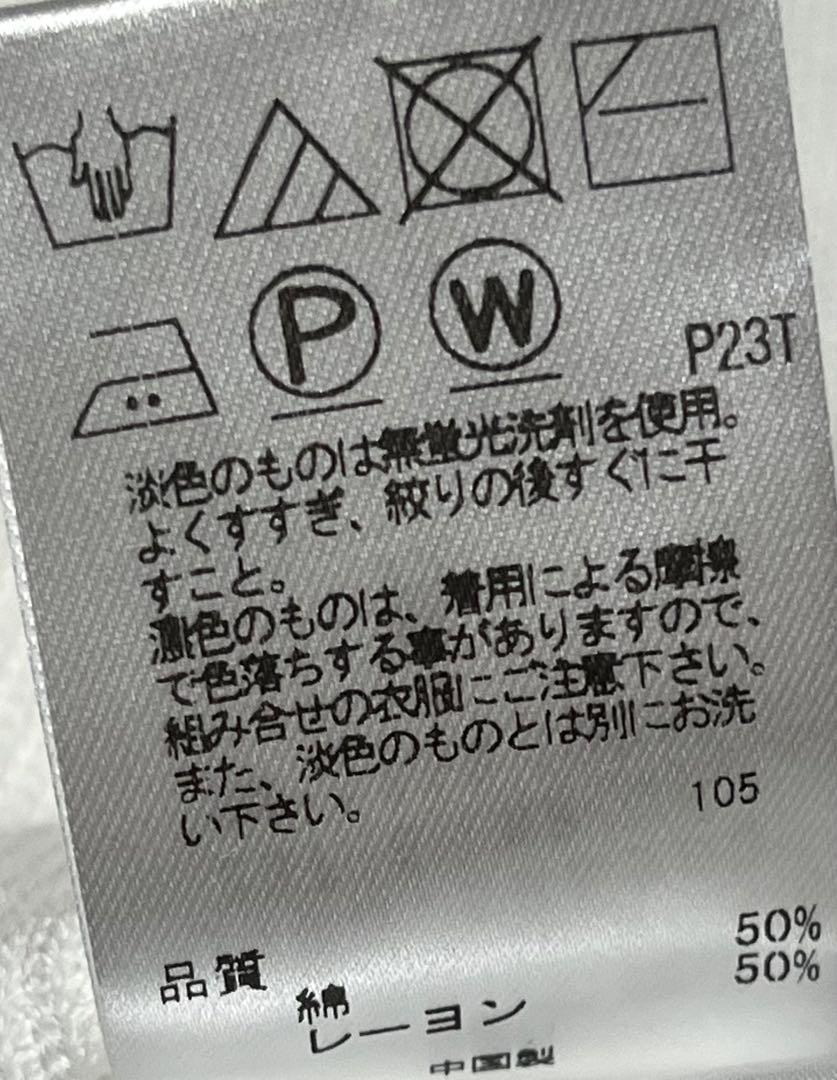 P
W
P23T
淡色のものは無蛍光洗剤を使用。
よくすすぎ、絞りの後すぐに干
すこと。
濃色のものは、着用による摩擦
で色落ちする事がありますので、
組み合せの衣服にご注意下さい。
また、淡色のものとは別にお洗
い下さい。
105
品質
綿 50%
レーヨン 50%
中国製